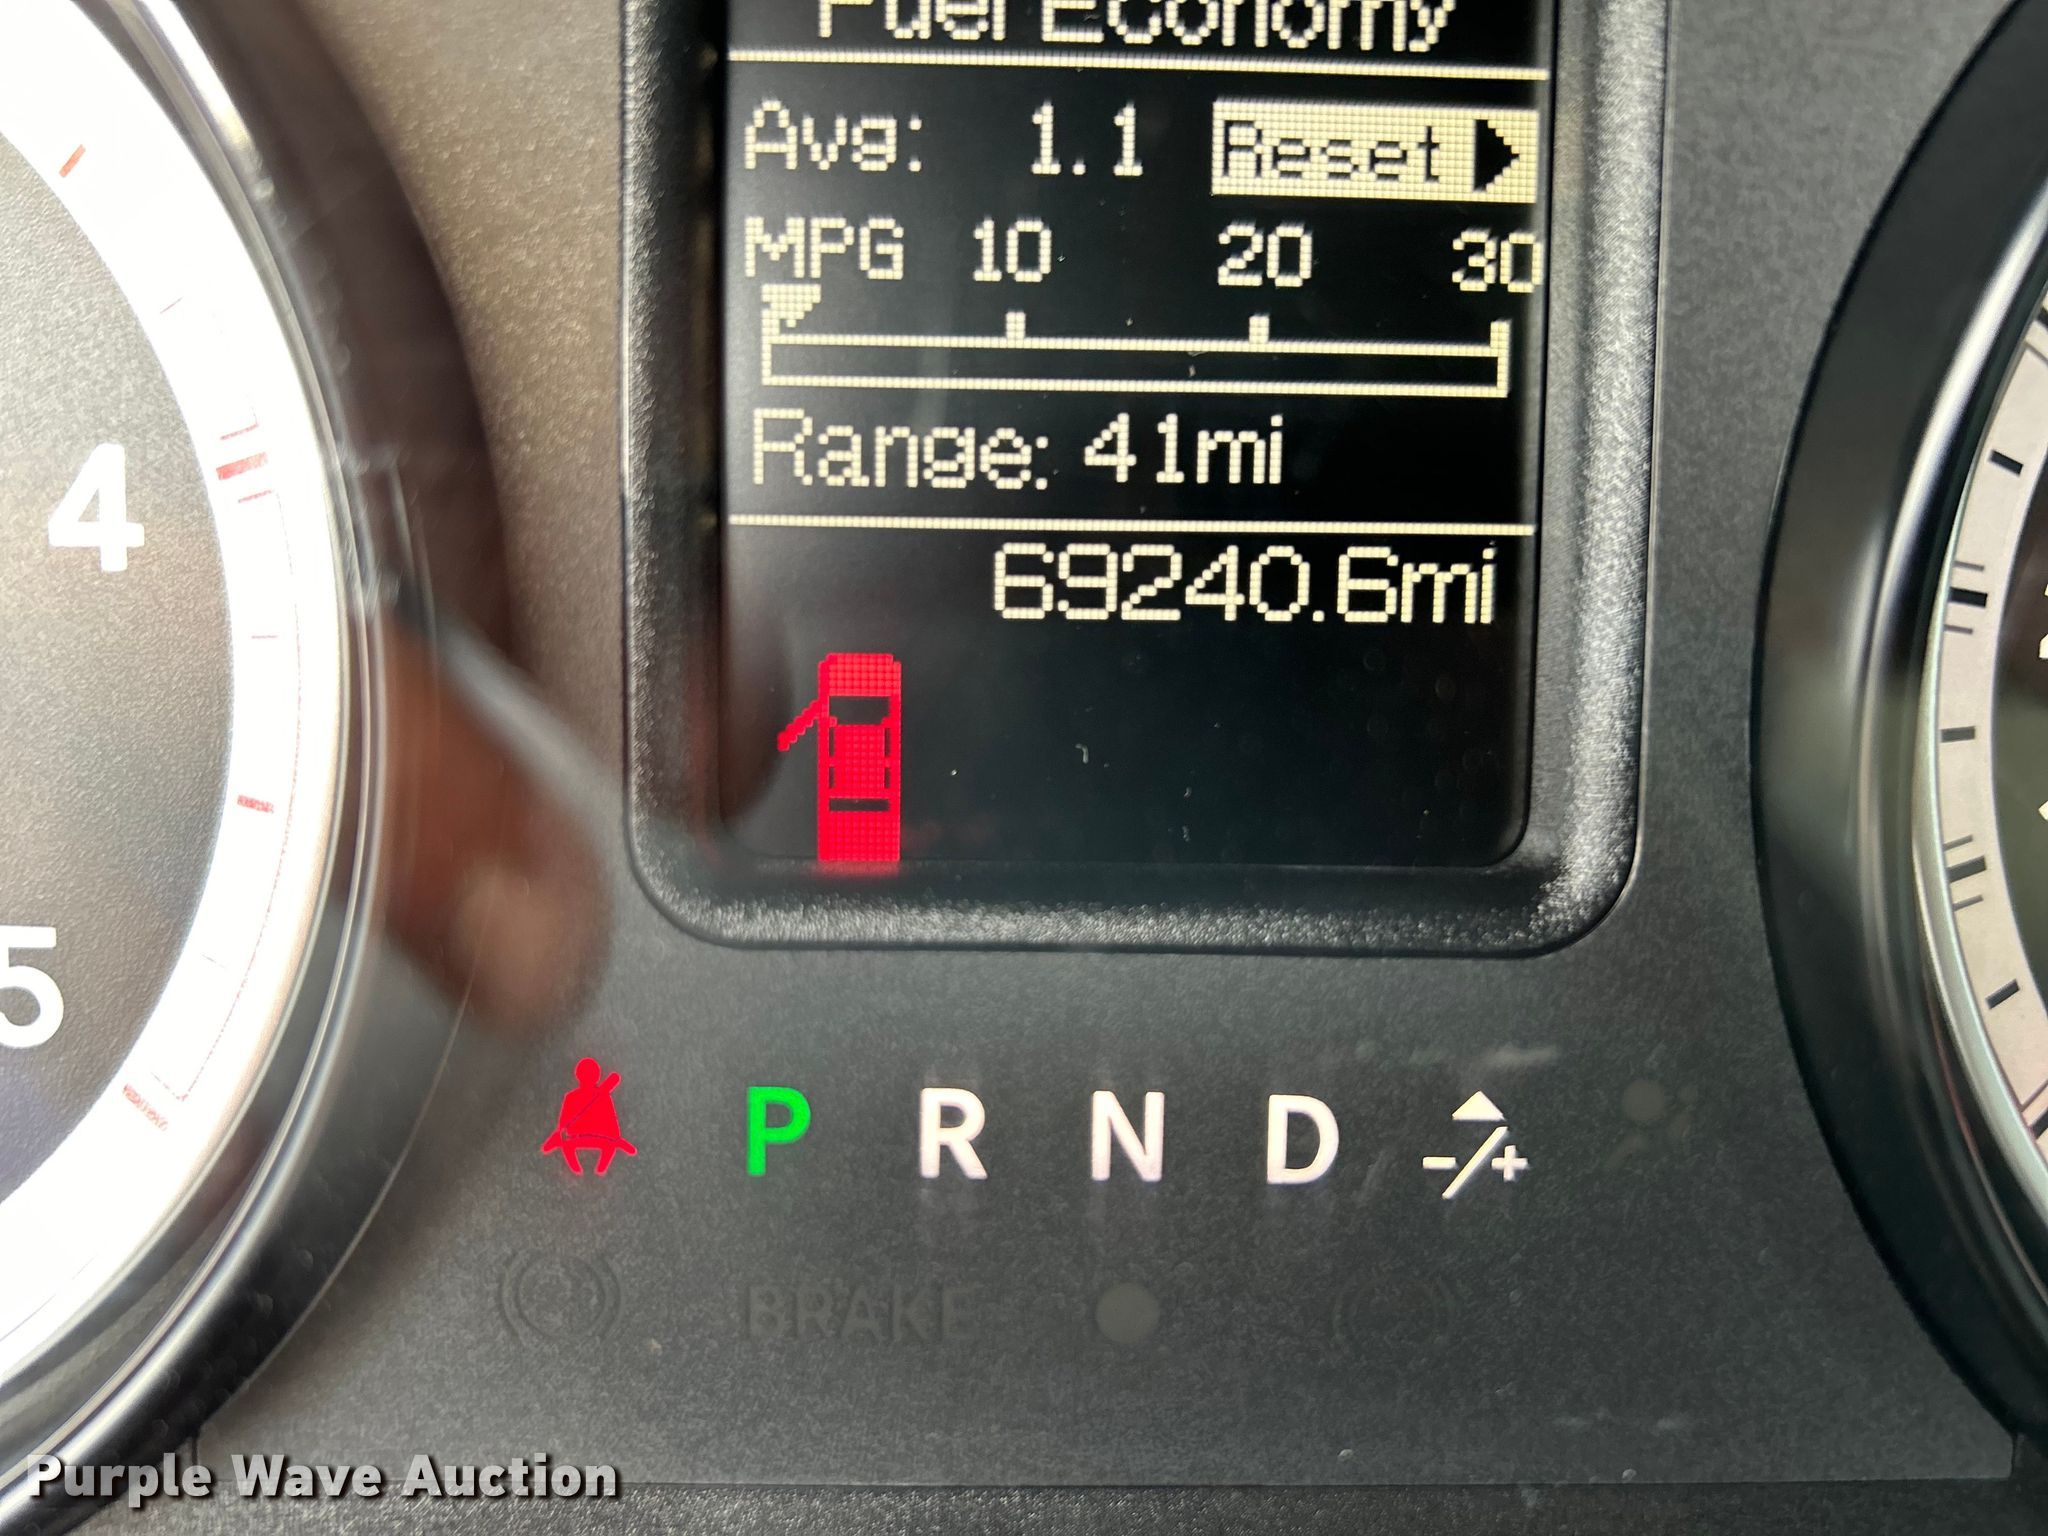 Fuel Economy
Avg: 1.1 Reset
MPG 10 20 30
Range: 41mi
69240.6mi
4
5
P R N D -/+
BRAKE
Purple Wave Auction